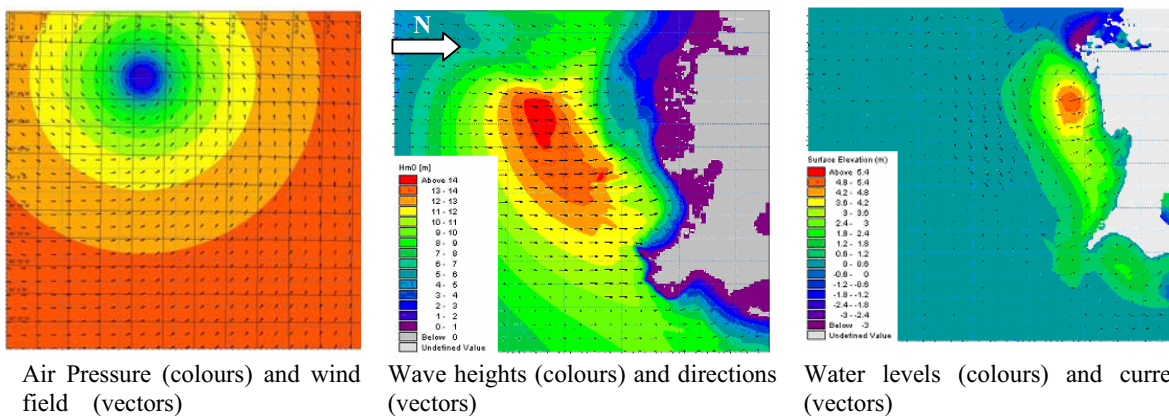 N
Hm0 [m]
Above 14
13 - 14
12 - 13
11 - 12
10 - 11
9 - 10
8 - 9
7 - 8
6 - 7
5 - 6
4 - 5
3 - 4
2 - 3
1 - 2
0 - 1
Below 0
Undefined Value
Surface Elevation (m)
Above 5.4
4.8 - 5.4
4.2 - 4.8
3.6 - 4.2
3 - 3.6
2.4 - 3
1.8 - 2.4
1.2 - 1.8
0.6 - 1.2
0 - 0.6
-0.6 - 0
-1.2 - -0.6
-1.8 - -1.2
-2.4 - -1.8
-3 - -2.4
Below -3
Undefined Value
Air Pressure (colours) and wind
field (vectors)
Wave heights (colours) and directions
(vectors)
Water levels (colours) and curre
(vectors)